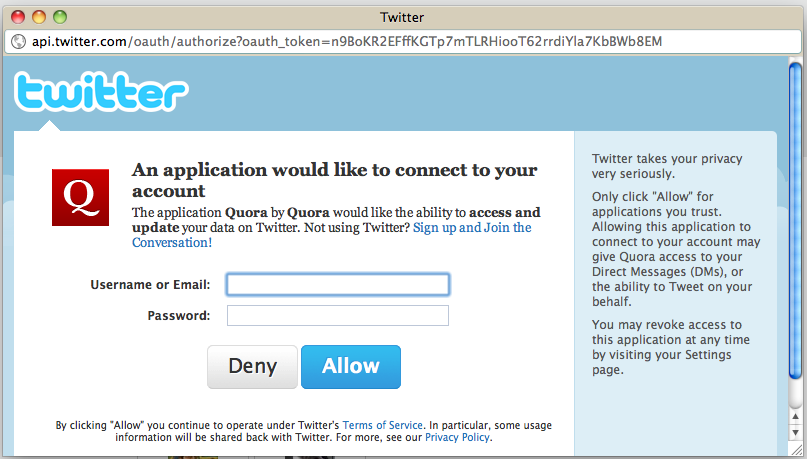 Twitter
api.twitter.com/oauth/authorize?oauth_token=n9BoKR2EFffKGTp7mTLRHiooT62rrdiYla7KbBWb8EM
twitter
An application would like to connect to your
account
The application Quora by Quora would like the ability to access and
update your data on Twitter. Not using Twitter? Sign up and Join the
Conversation!
Q
Username or Email:
Password:
Deny
Allow
By clicking "Allow" you continue to operate under Twitter's Terms of Service. In particular, some usage
information will be shared back with Twitter. For more, see our Privacy Policy.
Twitter takes your privacy
very seriously.
Only click "Allow" for
applications you trust.
Allowing this application to
connect to your account may
give Quora access to your
Direct Messages (DMs), or
the ability to Tweet on your
behalf.
You may revoke access to
this application at any time
by visiting your Settings
page.